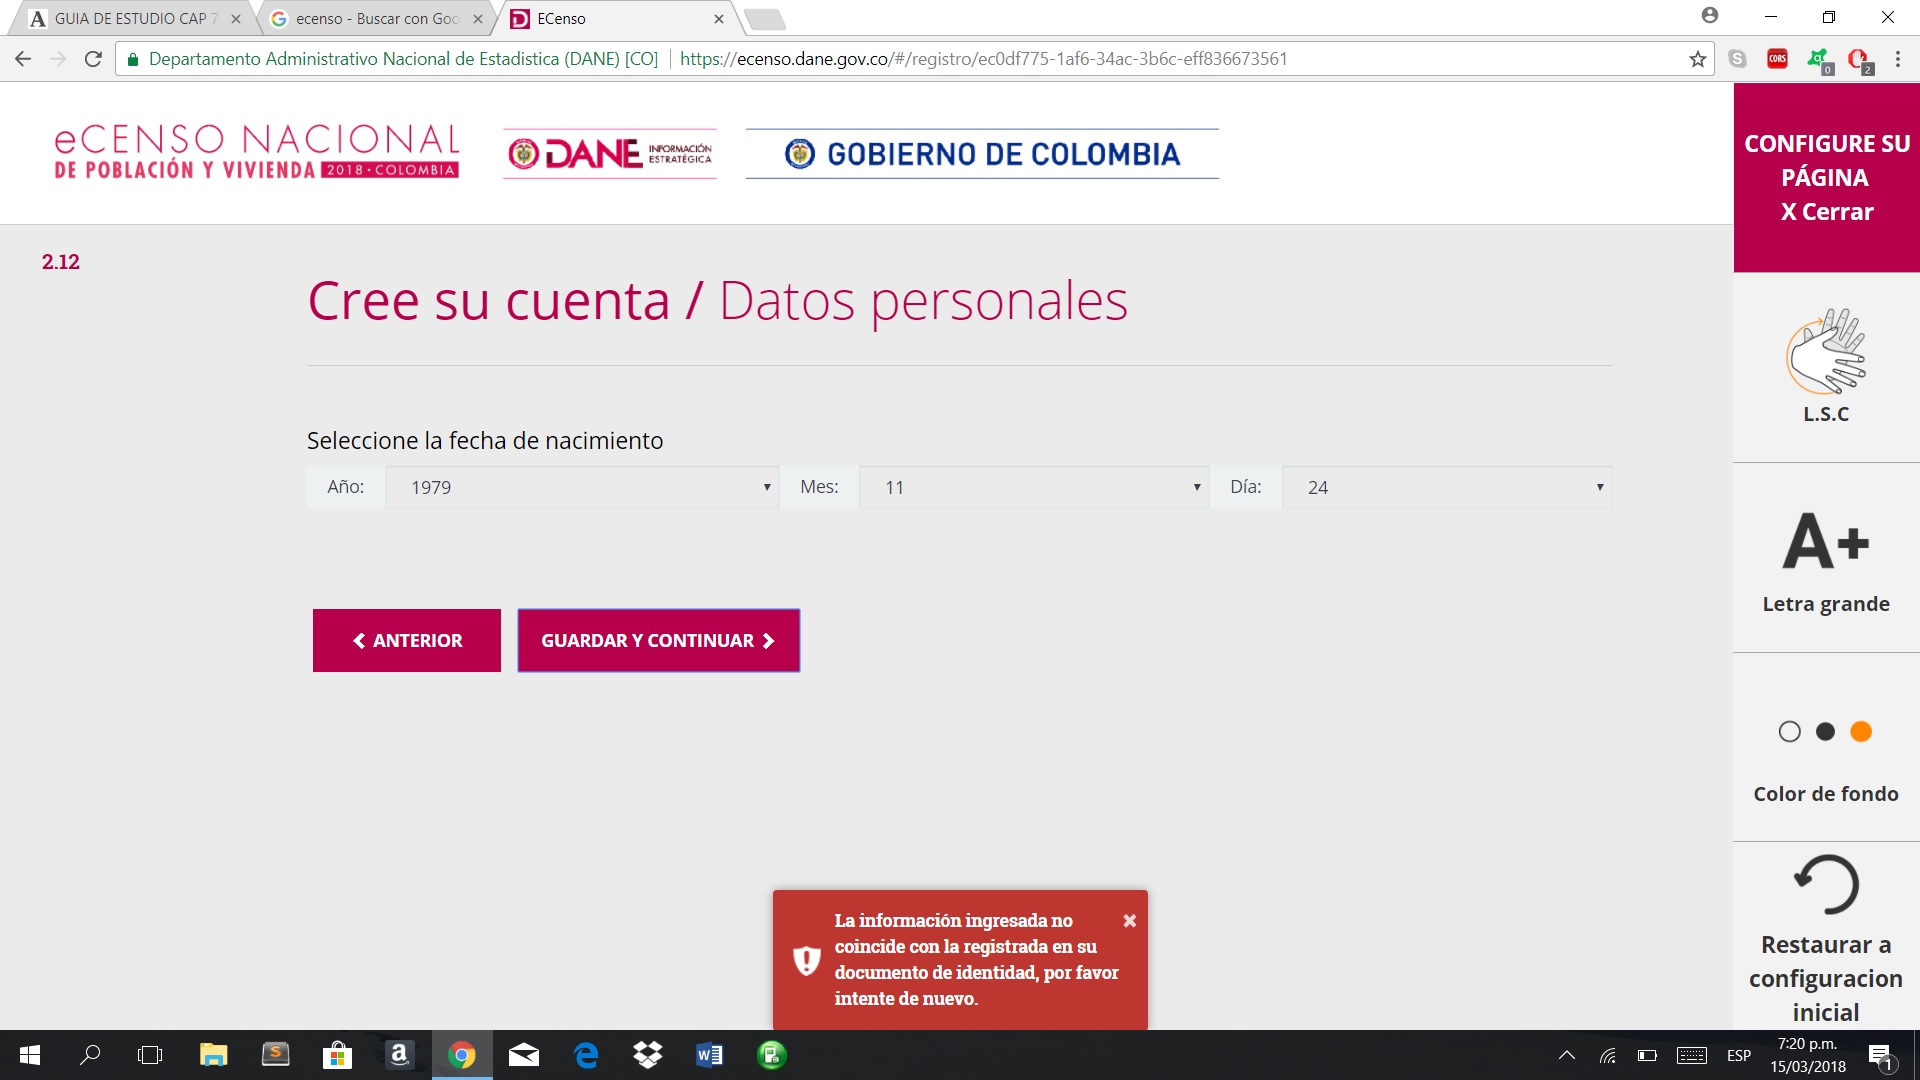 GUIA DE ESTUDIO CAP 7
ecenso - Buscar con Goo
ECenso
Departamento Administrativo Nacional de Estadistica (DANE) [CO] | https://ecenso.dane.gov.co/#/registro/ec0df775-1af6-34ac-3b6c-eff836673561
CORS
0
2
eCENSO NACIONAL
DE POBLACIÓN Y VIVIENDA 2018 · COLOMBIA
DANE INFORMACIÓN
ESTRATÉGICA
GOBIERNO DE COLOMBIA
CONFIGURE SU
PÁGINA
X Cerrar
2.12
Cree su cuenta / Datos personales
L.S.C
Seleccione la fecha de nacimiento
Año: 1979 Mes: 11 Día: 24
A+
Letra grande
ANTERIOR
GUARDAR Y CONTINUAR
Color de fondo
La información ingresada no
coincide con la registrada en su
documento de identidad, por favor
intente de nuevo.
Restaurar a
configuracion
inicial
ESP
7:20 p.m.
15/03/2018
1